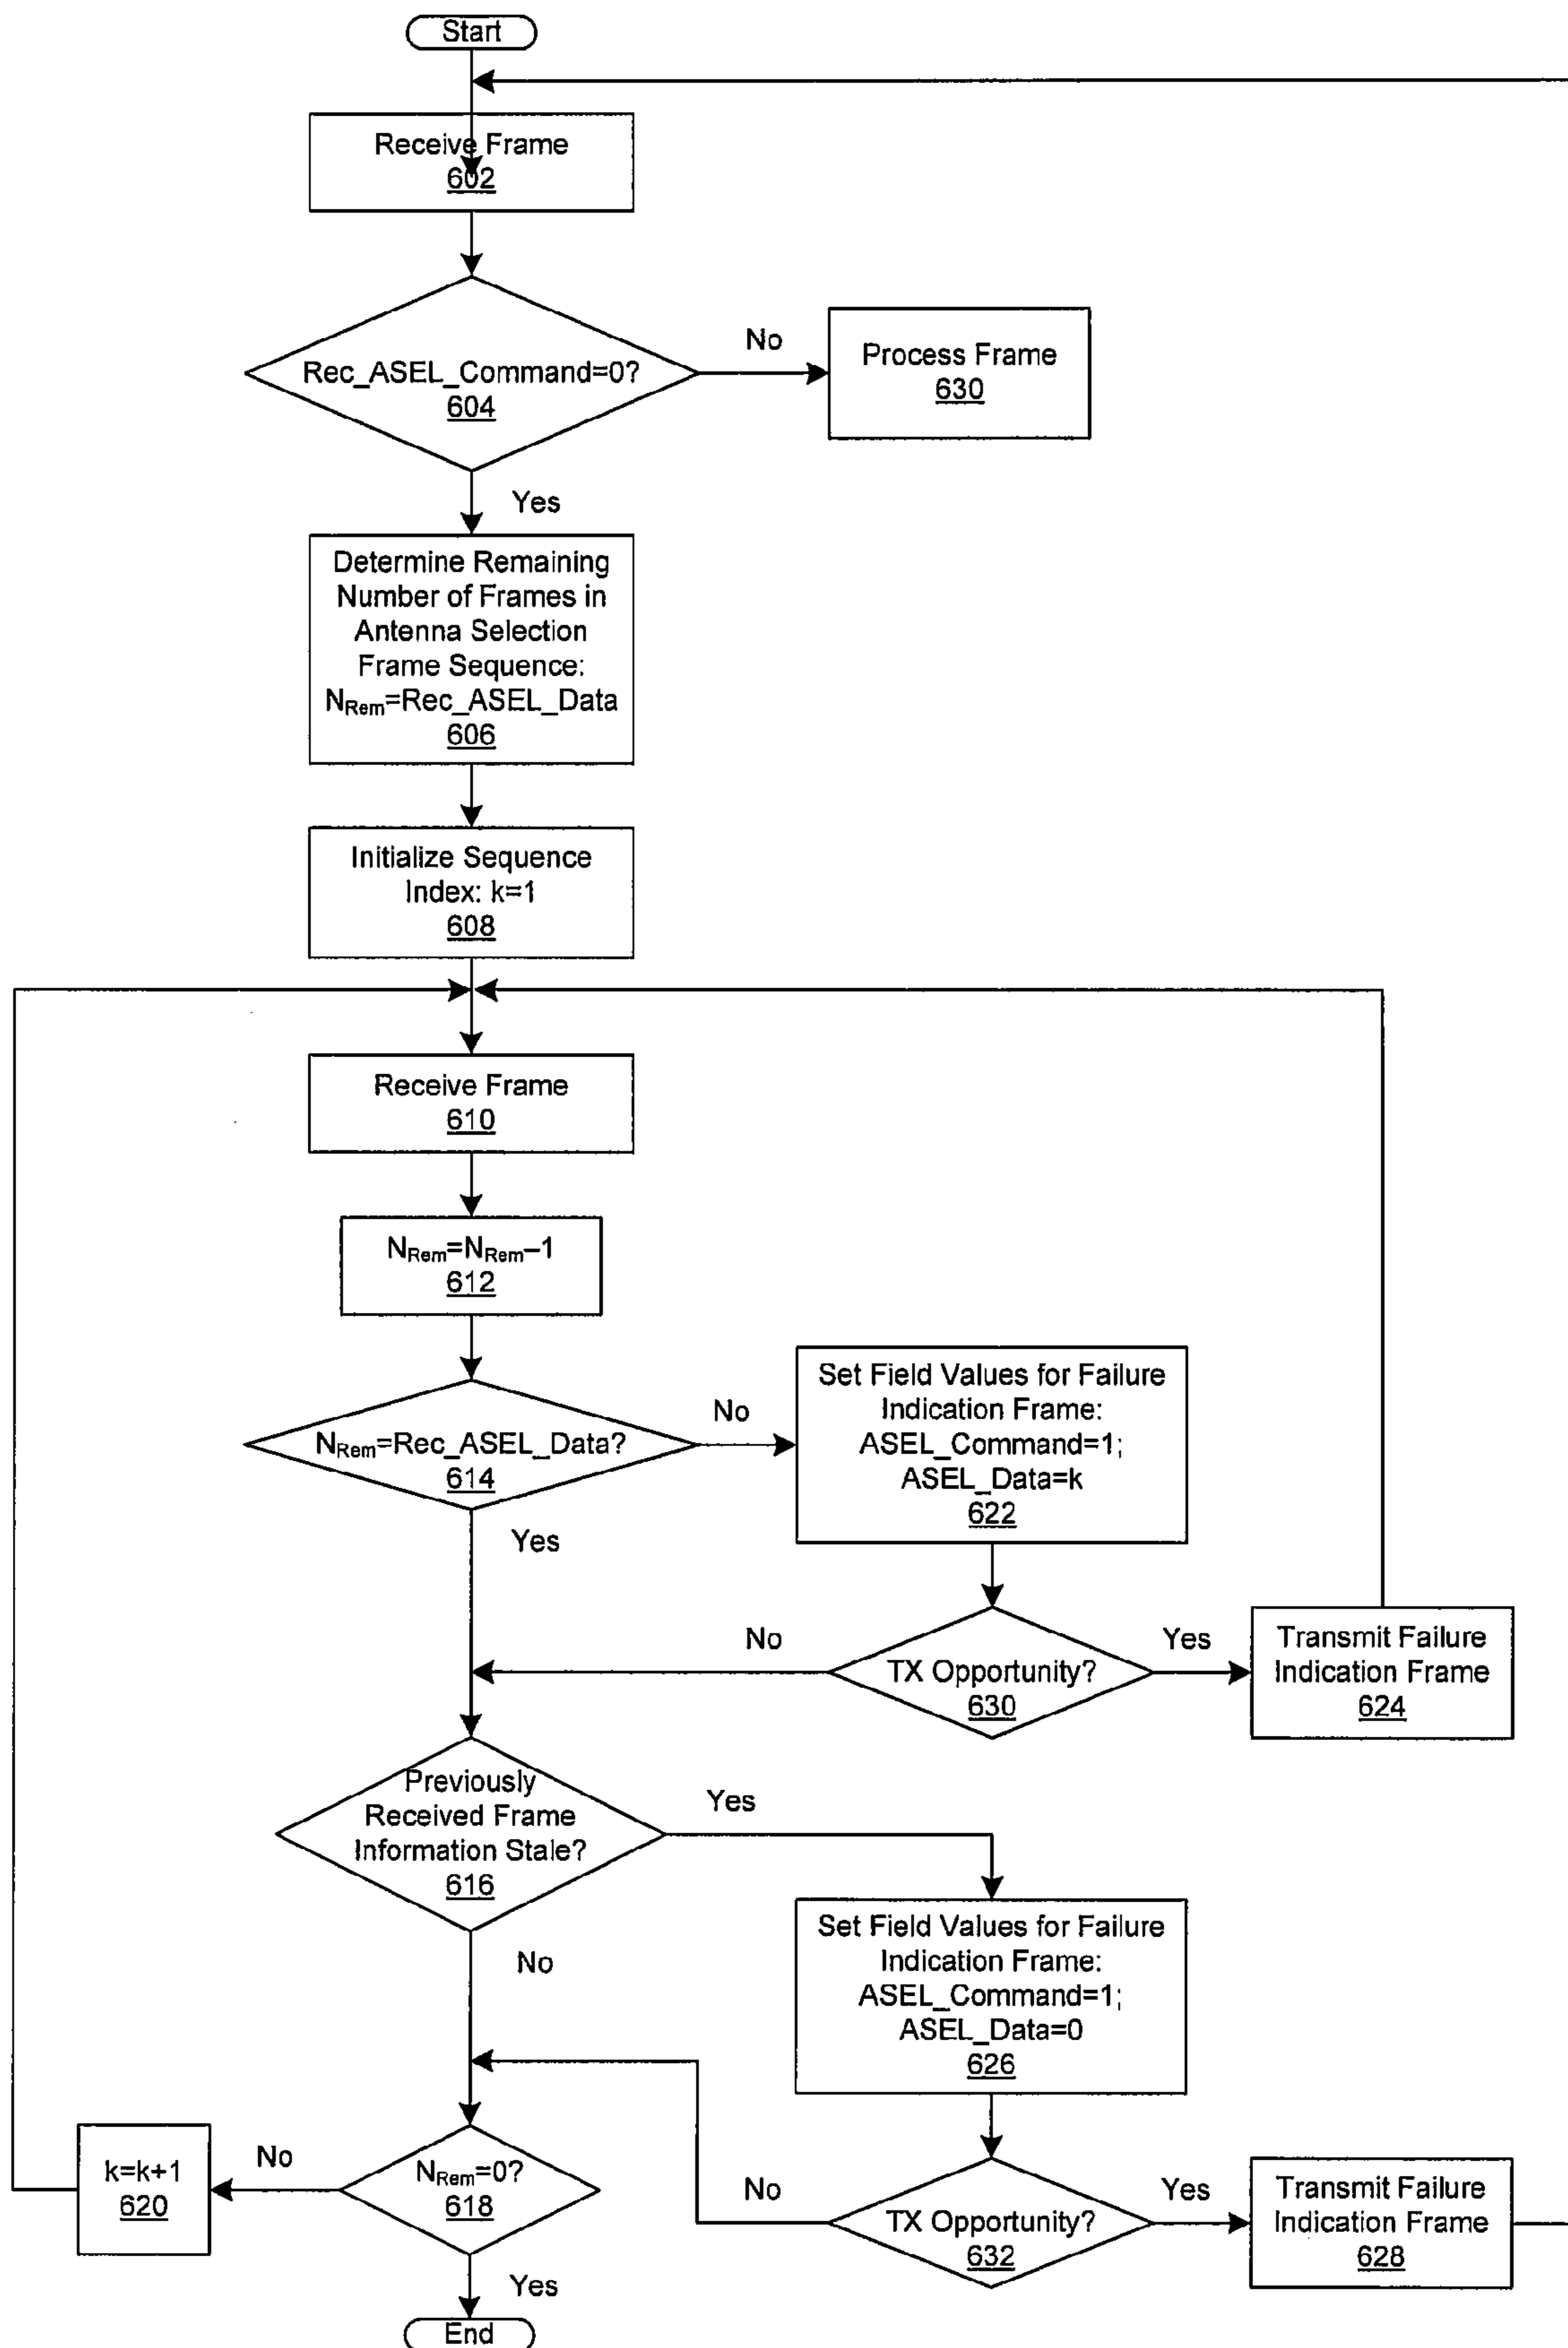 Start
Receive Frame
602
Rec_ASEL_Command=0?
604
No
Process Frame
630
Yes
Determine Remaining
Number of Frames in
Antenna Selection
Frame Sequence:
NRem=Rec_ASEL_Data
606
Initialize Sequence
Index: k=1
608
Receive Frame
610
NRem=NRem–1
612
NRem=Rec_ASEL_Data?
614
No
Set Field Values for Failure
Indication Frame:
ASEL_Command=1;
ASEL_Data=k
622
Yes
No
TX Opportunity?
630
Yes
Transmit Failure
Indication Frame
624
Previously
Received Frame
Information Stale?
616
Yes
No
Set Field Values for Failure
Indication Frame:
ASEL_Command=1;
ASEL_Data=0
626
k=k+1
620
No
NRem=0?
618
No
TX Opportunity?
632
Yes
Transmit Failure
Indication Frame
628
Yes
End